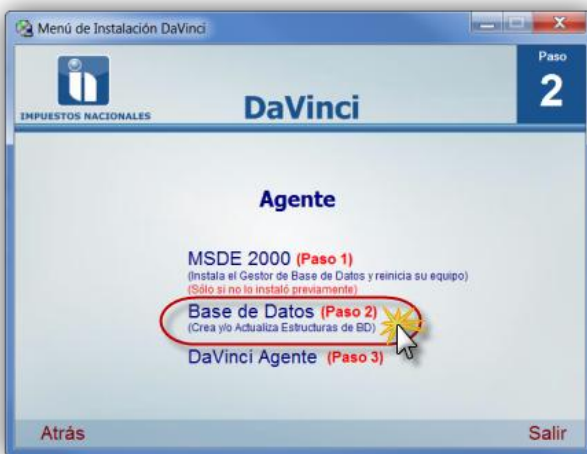 Menú de Instalación DaVinci
Paso
2
IMPUESTOS NACIONALES
DaVinci
Agente
MSDE 2000 (Paso 1)
(Instala el Gestor de Base de Datos y reinicia su equipo)
(Sólo si no lo instaló previamente)
Base de Datos (Paso 2)
(Crea y/o Actualiza Estructuras de BD)
DaVinci Agente (Paso 3)
Atrás
Salir